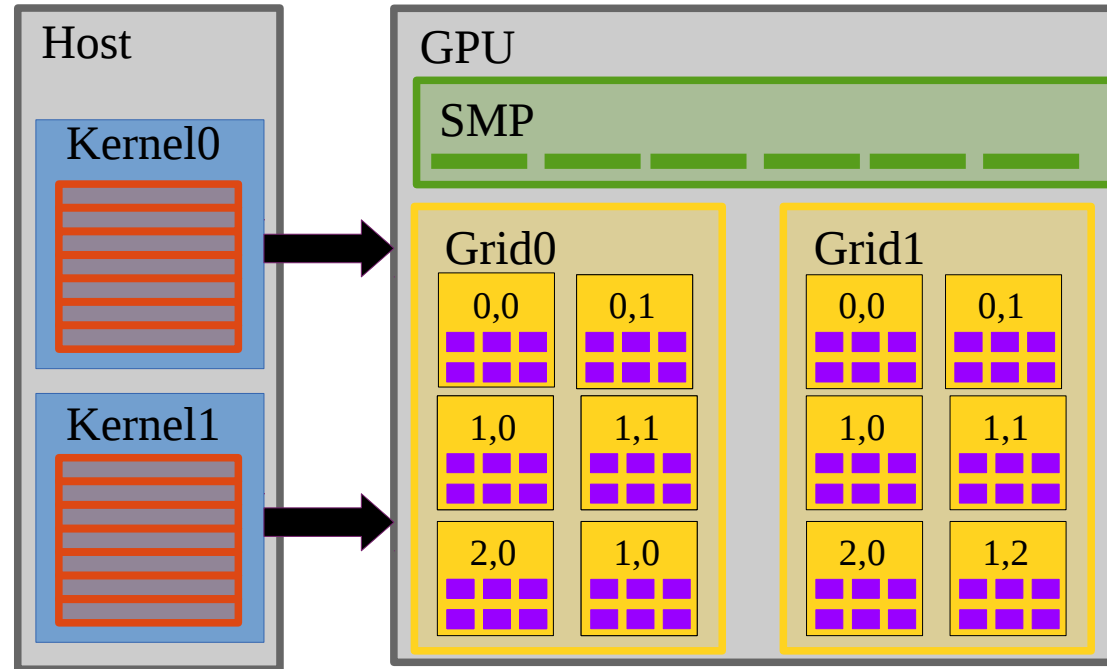 Host
Kernel0
Kernel1
GPU
SMP
Grid0
0,0 0,1
1,0 1,1
2,0 1,0
Grid1
0,0 0,1
1,0 1,1
2,0 1,2